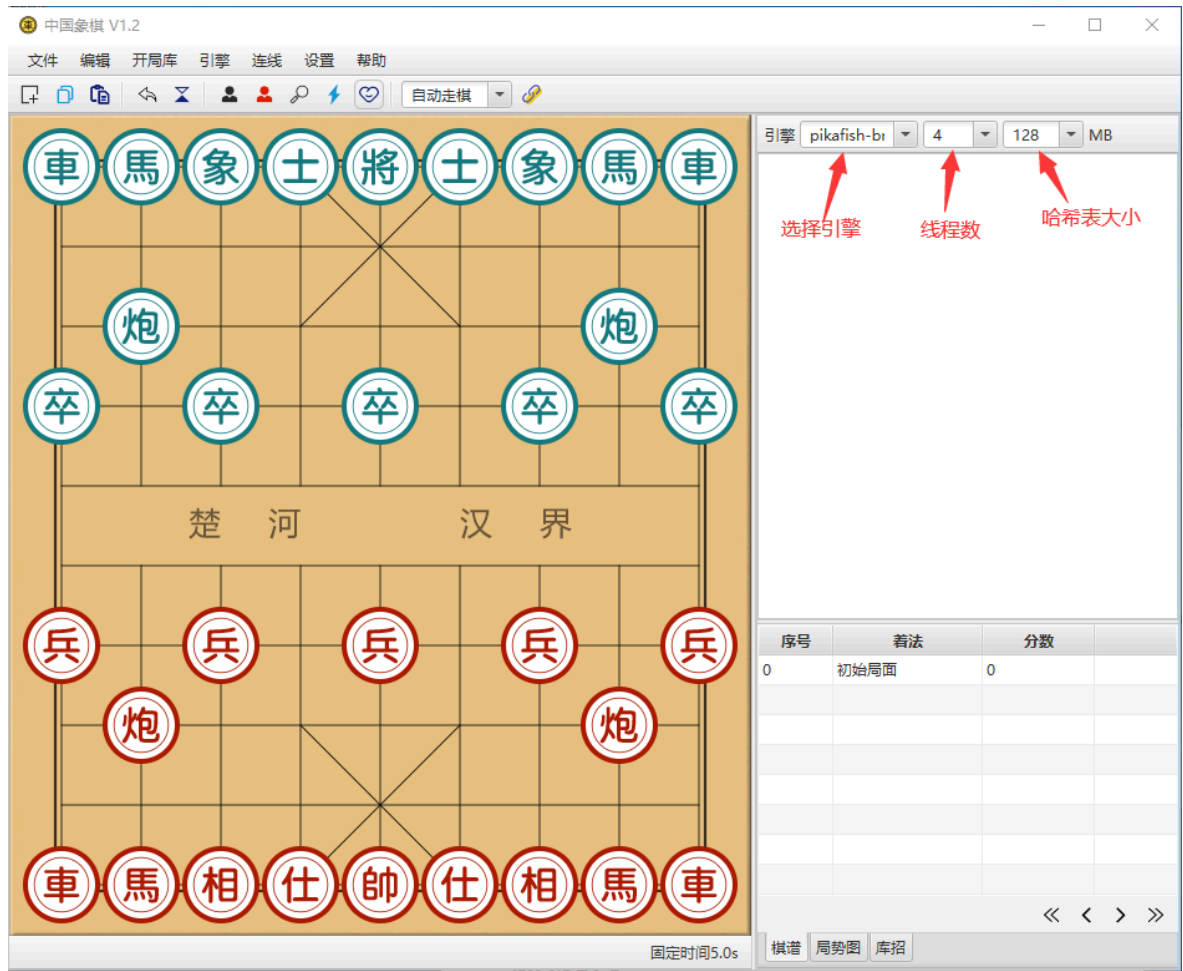 中国象棋 V1.2
文件 编辑 开局库 引擎 连线 设置 帮助
自动走棋
引擎 pikafish-br 4 128 MB
选择引擎 线程数 哈希表大小
車 馬 象 士 將 士 象 馬 車
炮 炮
卒 卒 卒 卒 卒
楚 河 汉 界
兵 兵 兵 兵 兵
炮 炮
車 馬 相 仕 帥 仕 相 馬 車
固定时间5.0s
序号 着法 分数
0 初始局面 0
棋谱 局势图 库招